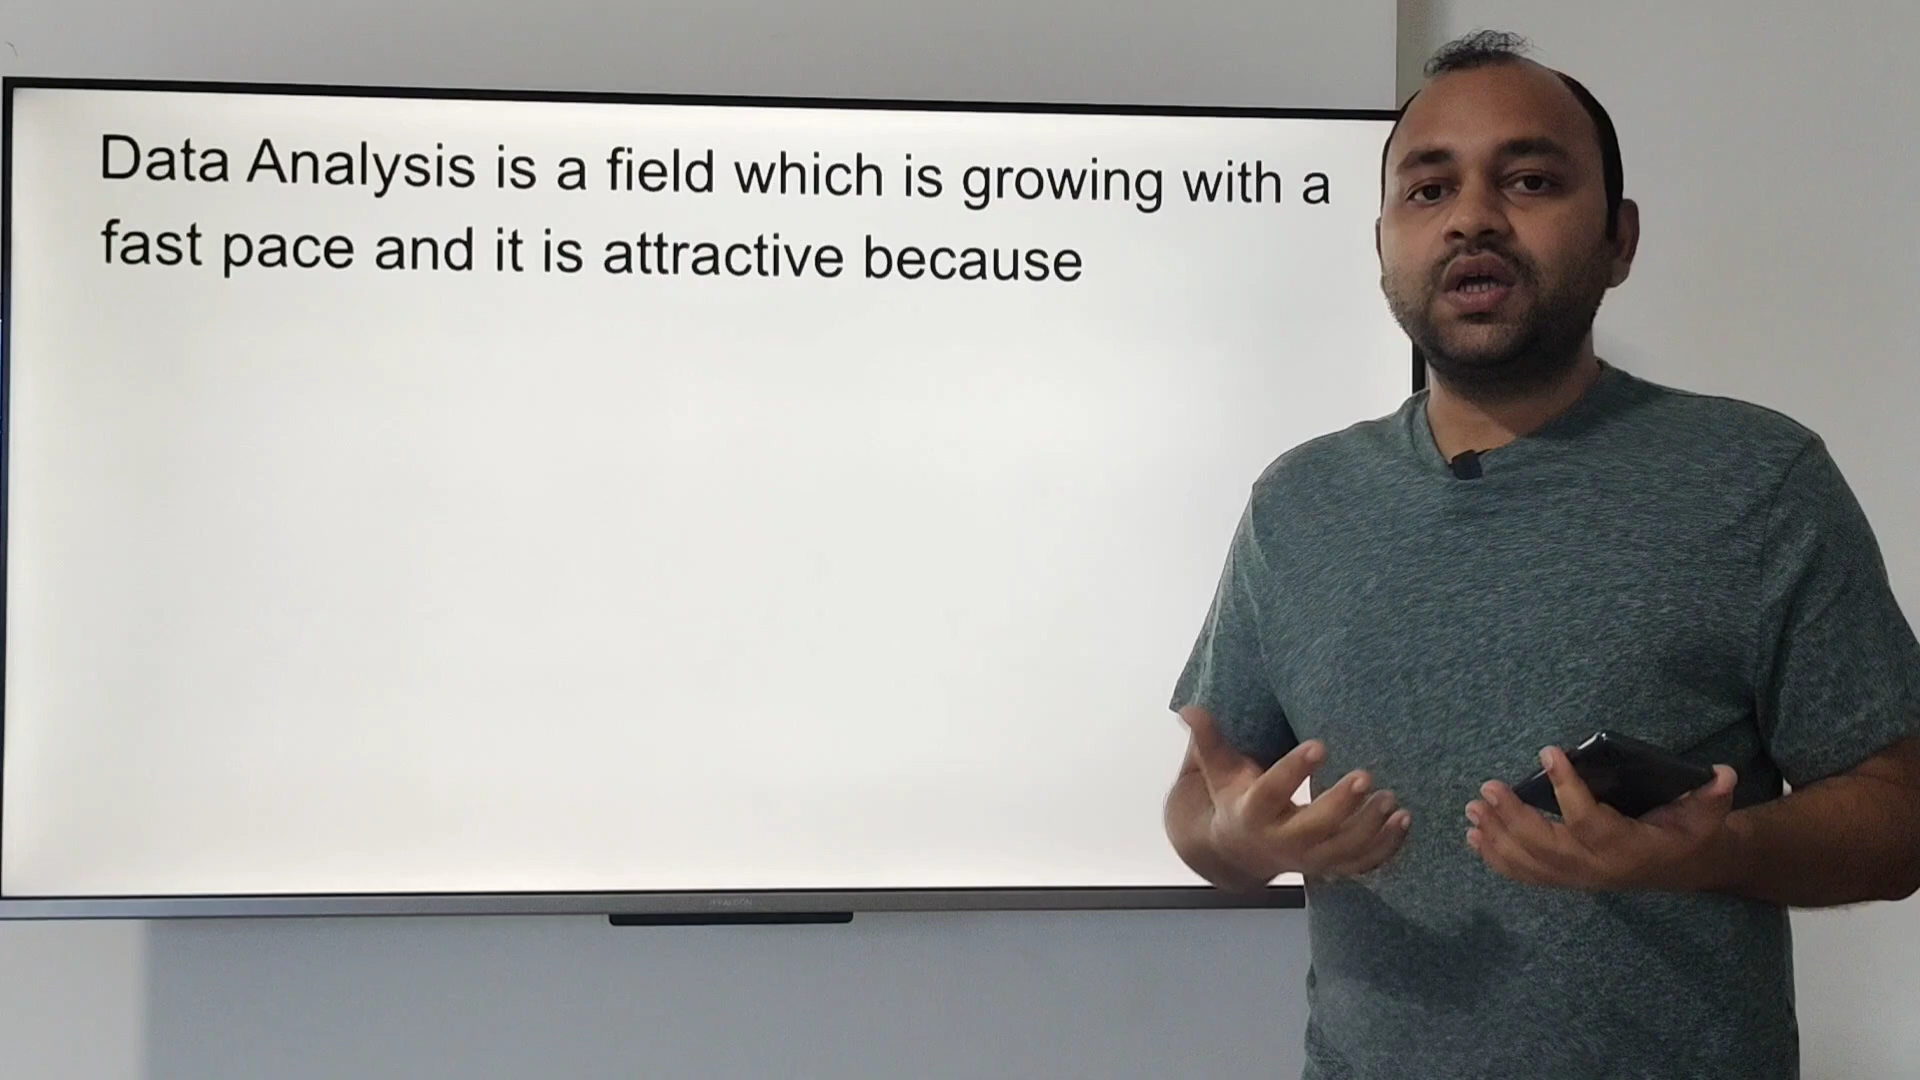 Data Analysis is a field which is growing with a
fast pace and it is attractive because